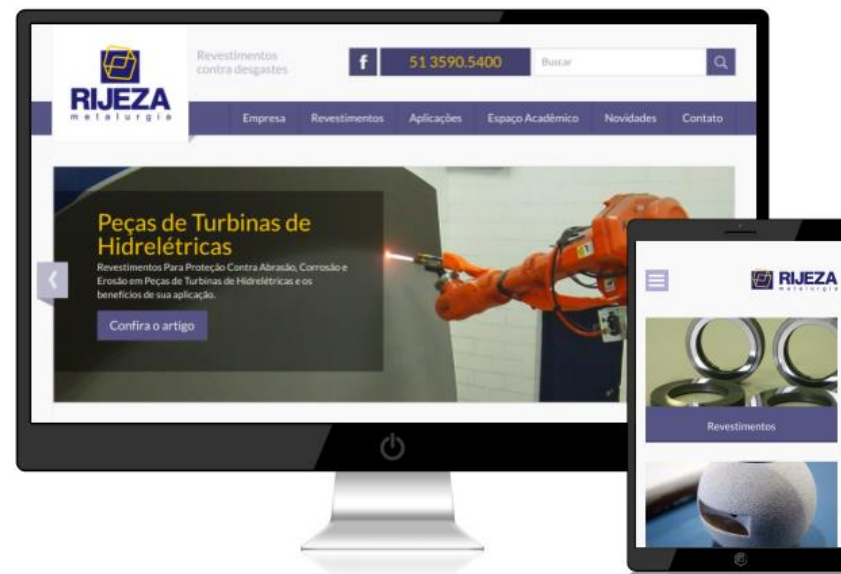 RIJEZA
metalurgia
Revestimentos
contra desgastes
f
51 3590.5400
Buscar
Empresa
Revestimentos
Aplicações
Espaço Acadêmico
Novidades
Contato
Peças de Turbinas de
Hidrelétricas
Revestimentos Para Proteção Contra Abrasão, Corrosão e
Erosão em Peças de Turbinas de Hidrelétricas e os
benefícios de sua aplicação.
Confira o artigo
RIJEZA
metalurgia
Revestimentos